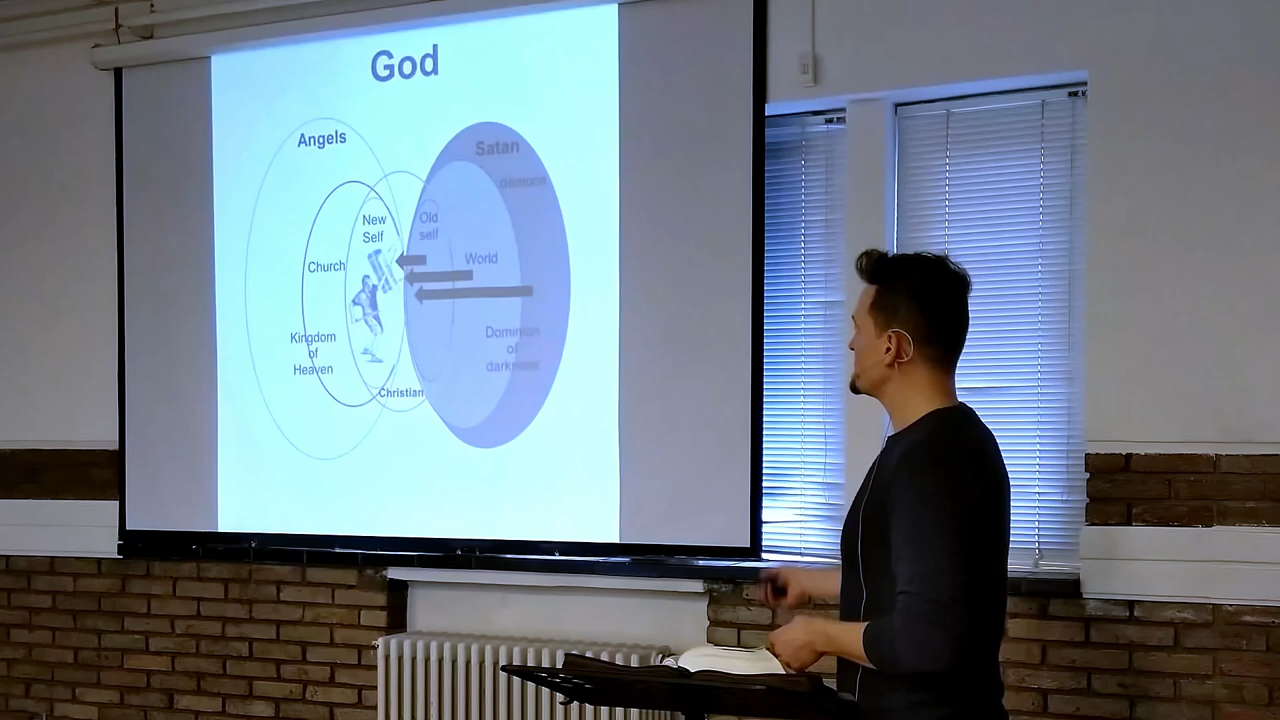 God
Angels
Satan
demons
New
Self
Old
self
Church
World
Kingdom
of
Heaven
Dominion
of
darkness
Christian